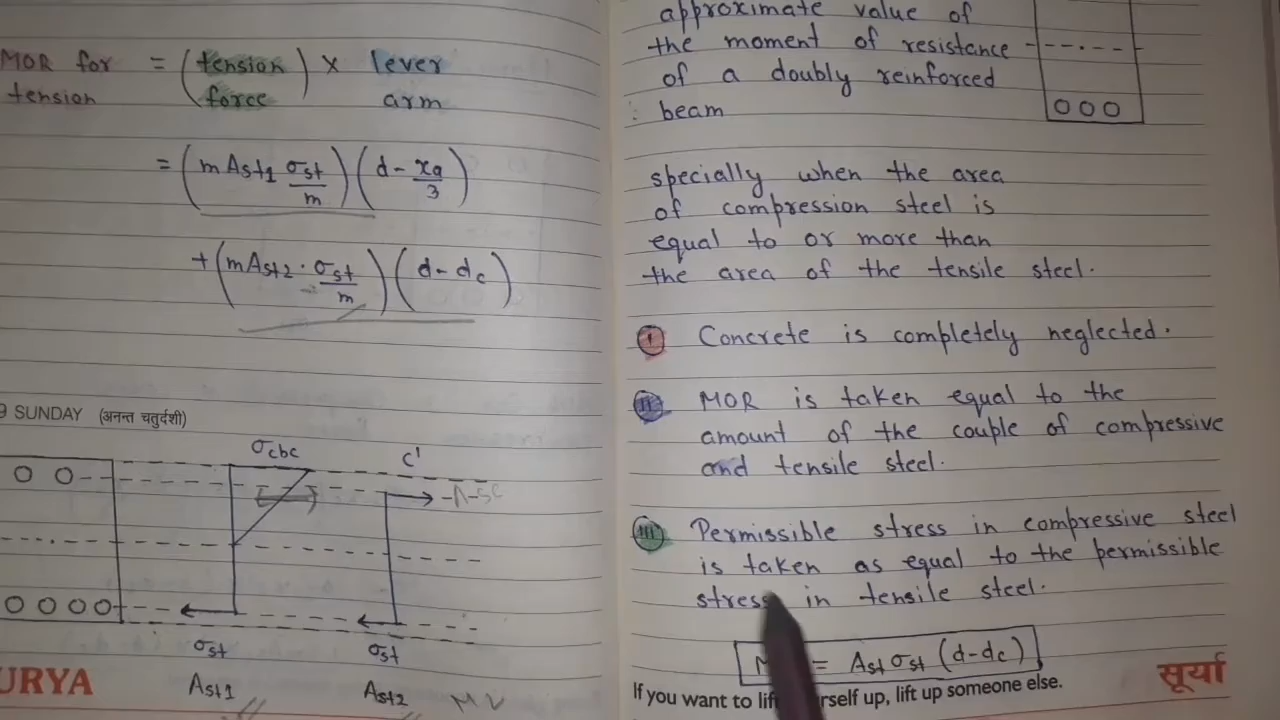 MOR for = (tension force) × lever arm
tension
= (mAst1 σst/m) (d - xa/3)
+ (mAst2 · σst/m) (d - dc)
9 SUNDAY (अनन्त चतुर्दशी)
σcbc c'
σst σst
Ast1 Ast2
URYA
approximate value of
the moment of resistance
of a doubly reinforced
beam
specially when the area
of compression steel is
equal to or more than
the area of the tensile steel.
I Concrete is completely neglected.
II MOR is taken equal to the
amount of the couple of compressive
and tensile steel.
III Permissible stress in compressive steel
is taken as equal to the permissible
stress in tensile steel.
= Ast σst (d-dc)
If you want to lift yourself up, lift up someone else.
सूर्या